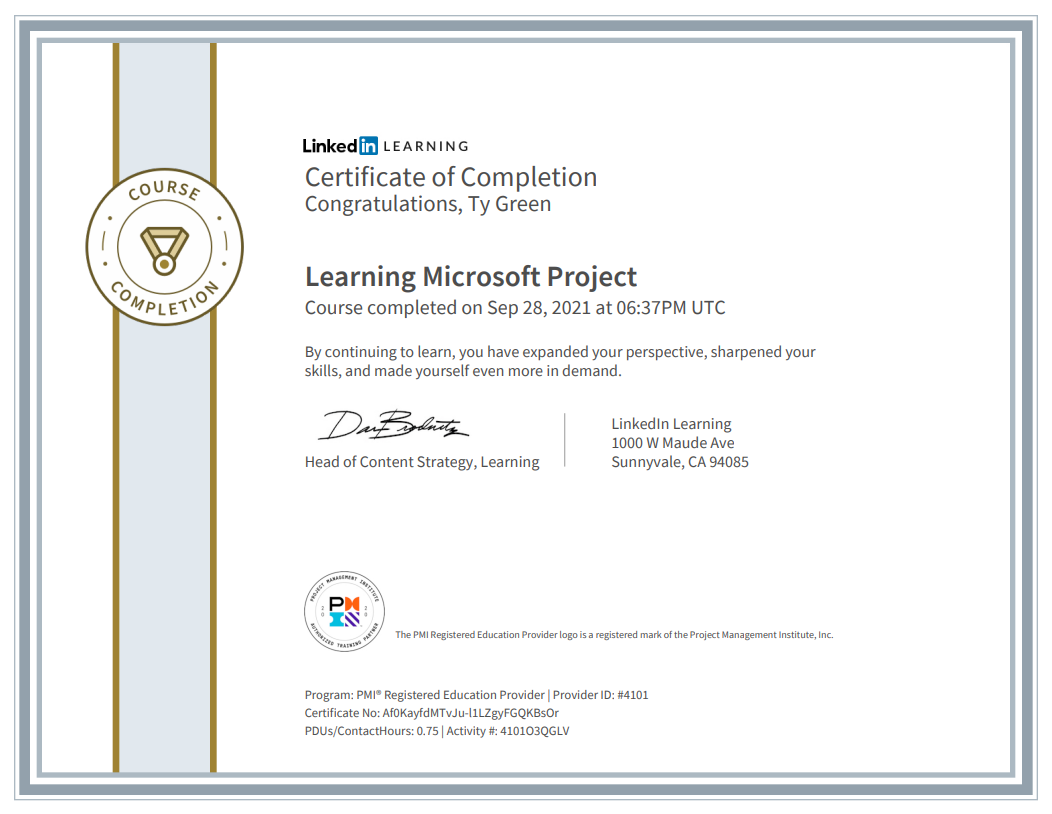 LinkedIn LEARNING
Certificate of Completion
Congratulations, Ty Green
COURSE
COMPLETION
Learning Microsoft Project
Course completed on Sep 28, 2021 at 06:37PM UTC
By continuing to learn, you have expanded your perspective, sharpened your
skills, and made yourself even more in demand.
Head of Content Strategy, Learning
LinkedIn Learning
1000 W Maude Ave
Sunnyvale, CA 94085
PROJECT MANAGEMENT INSTITUTE
20
20
PM
AUTHORIZED TRAINING PARTNER
The PMI Registered Education Provider logo is a registered mark of the Project Management Institute, Inc.
Program: PMI® Registered Education Provider | Provider ID: #4101
Certificate No: Af0KayfdMTvJu-l1LZgyFGQKBsOr
PDUs/ContactHours: 0.75 | Activity #: 4101O3QGLV